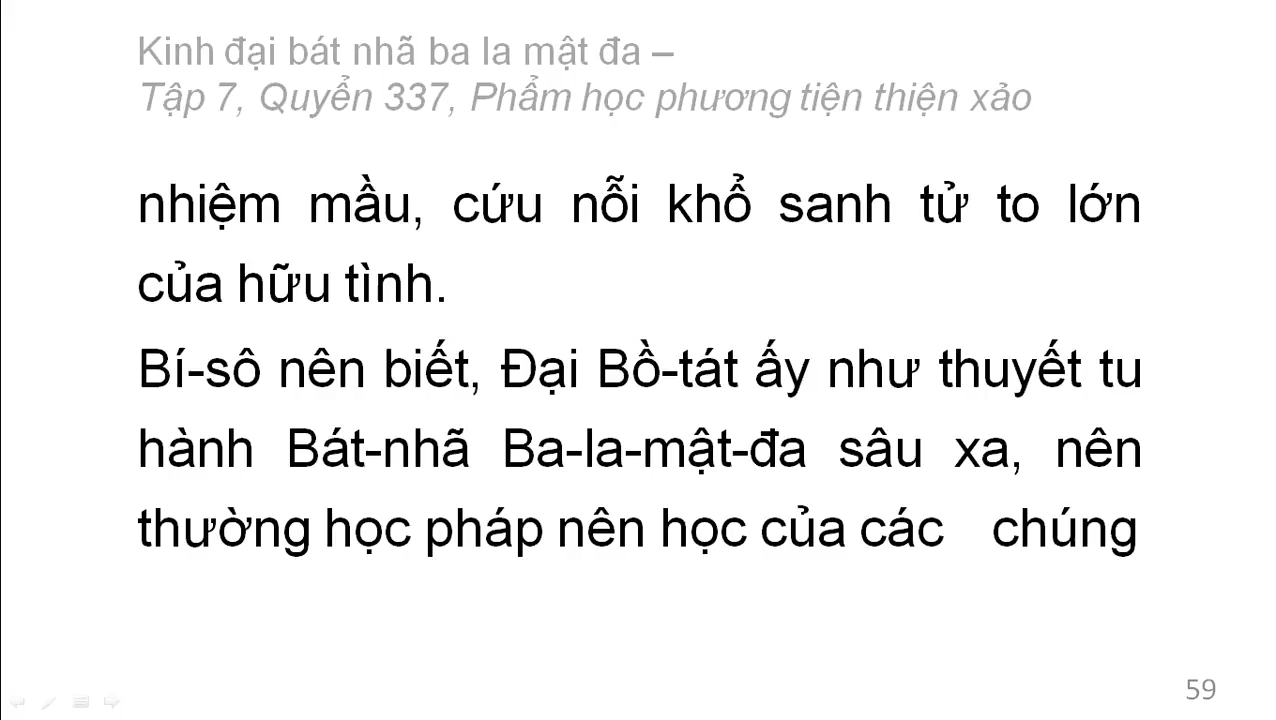 Kinh đại bát nhã ba la mật đa –
Tập 7, Quyển 337, Phẩm học phương tiện thiện xảo
nhiệm mầu, cứu nỗi khổ sanh tử to lớn
của hữu tình.
Bí-sô nên biết, Đại Bồ-tát ấy như thuyết tu
hành Bát-nhã Ba-la-mật-đa sâu xa, nên
thường học pháp nên học của các chúng
59